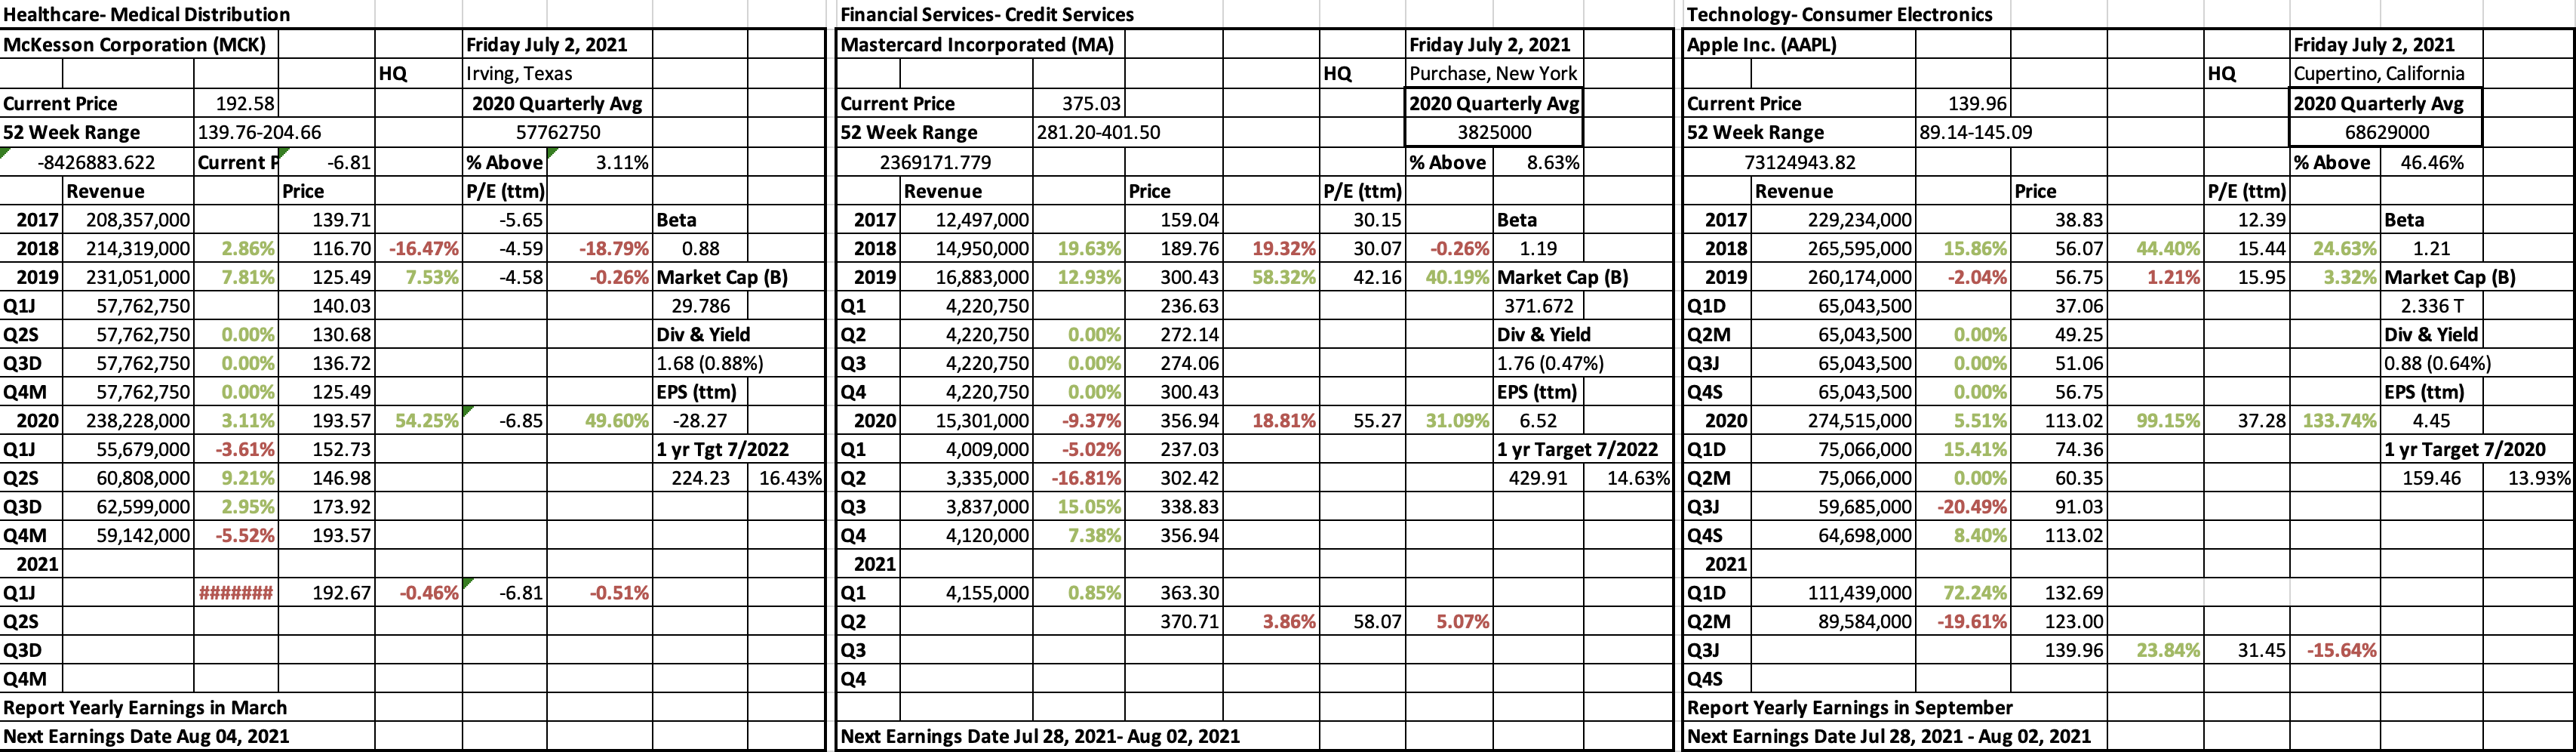 Healthcare- Medical Distribution
McKesson Corporation (MCK) Friday July 2, 2021
HQ Irving, Texas
Current Price 192.58 2020 Quarterly Avg
52 Week Range 139.76-204.66 57762750
-8426883.622 Current P -6.81 % Above 3.11%
Revenue Price P/E (ttm)
2017 208,357,000 139.71 -5.65 Beta
2018 214,319,000 2.86% 116.70 -16.47% -4.59 -18.79% 0.88
2019 231,051,000 7.81% 125.49 7.53% -4.58 -0.26% Market Cap (B)
Q1J 57,762,750 140.03 29.786
Q2S 57,762,750 0.00% 130.68 Div & Yield
Q3D 57,762,750 0.00% 136.72 1.68 (0.88%)
Q4M 57,762,750 0.00% 125.49 EPS (ttm)
2020 238,228,000 3.11% 193.57 54.25% -6.85 49.60% -28.27
Q1J 55,679,000 -3.61% 152.73 1 yr Tgt 7/2022
Q2S 60,808,000 9.21% 146.98 224.23 16.43%
Q3D 62,599,000 2.95% 173.92
Q4M 59,142,000 -5.52% 193.57
2021
Q1J ####### 192.67 -0.46% -6.81 -0.51%
Q2S
Q3D
Q4M
Report Yearly Earnings in March
Next Earnings Date Aug 04, 2021
Financial Services- Credit Services
Mastercard Incorporated (MA) Friday July 2, 2021
HQ Purchase, New York
Current Price 375.03 2020 Quarterly Avg
52 Week Range 281.20-401.50 3825000
2369171.779 % Above 8.63%
Revenue Price P/E (ttm)
2017 12,497,000 159.04 30.15 Beta
2018 14,950,000 19.63% 189.76 19.32% 30.07 -0.26% 1.19
2019 16,883,000 12.93% 300.43 58.32% 42.16 40.19% Market Cap (B)
Q1 4,220,750 236.63 371.672
Q2 4,220,750 0.00% 272.14 Div & Yield
Q3 4,220,750 0.00% 274.06 1.76 (0.47%)
Q4 4,220,750 0.00% 300.43 EPS (ttm)
2020 15,301,000 -9.37% 356.94 18.81% 55.27 31.09% 6.52
Q1 4,009,000 -5.02% 237.03 1 yr Target 7/2022
Q2 3,335,000 -16.81% 302.42 429.91 14.63%
Q3 3,837,000 15.05% 338.83
Q4 4,120,000 7.38% 356.94
2021
Q1 4,155,000 0.85% 363.30
Q2 370.71 3.86% 58.07 5.07%
Q3
Q4
Next Earnings Date Jul 28, 2021- Aug 02, 2021
Technology- Consumer Electronics
Apple Inc. (AAPL) Friday July 2, 2021
HQ Cupertino, California
Current Price 139.96 2020 Quarterly Avg
52 Week Range 89.14-145.09 68629000
73124943.82 % Above 46.46%
Revenue Price P/E (ttm)
2017 229,234,000 38.83 12.39 Beta
2018 265,595,000 15.86% 56.07 44.40% 15.44 24.63% 1.21
2019 260,174,000 -2.04% 56.75 1.21% 15.95 3.32% Market Cap (B)
Q1D 65,043,500 37.06 2.336 T
Q2M 65,043,500 0.00% 49.25 Div & Yield
Q3J 65,043,500 0.00% 51.06 0.88 (0.64%)
Q4S 65,043,500 0.00% 56.75 EPS (ttm)
2020 274,515,000 5.51% 113.02 99.15% 37.28 133.74% 4.45
Q1D 75,066,000 15.41% 74.36 1 yr Target 7/2020
Q2M 75,066,000 0.00% 60.35 159.46 13.93%
Q3J 59,685,000 -20.49% 91.03
Q4S 64,698,000 8.40% 113.02
2021
Q1D 111,439,000 72.24% 132.69
Q2M 89,584,000 -19.61% 123.00
Q3J 139.96 23.84% 31.45 -15.64%
Q4S
Report Yearly Earnings in September
Next Earnings Date Jul 28, 2021 - Aug 02, 2021